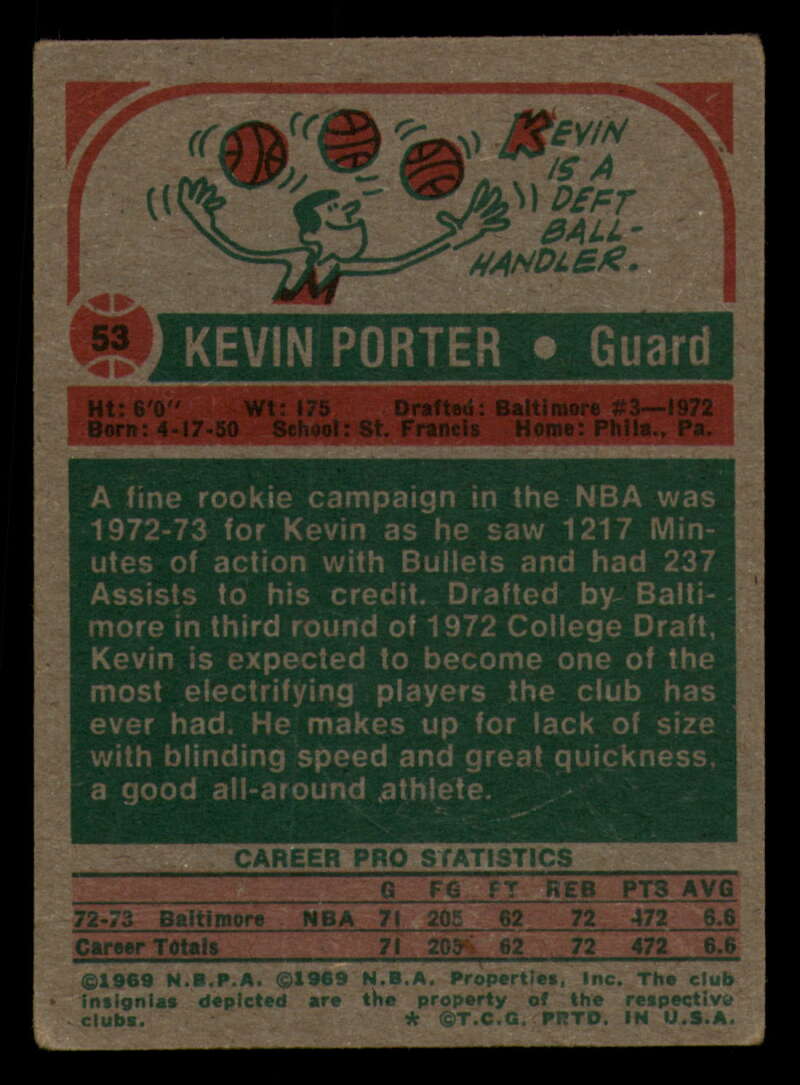 KEVIN
IS A
DEFT
BALL-
HANDLER.
53 KEVIN PORTER • Guard
Ht: 6'0" Wt: 175 Drafted: Baltimore #3—1972
Born: 4-17-50 School: St. Francis Home: Phila., Pa.
A fine rookie campaign in the NBA was
1972-73 for Kevin as he saw 1217 Min-
utes of action with Bullets and had 237
Assists to his credit. Drafted by Balti-
more in third round of 1972 College Draft,
Kevin is expected to become one of the
most electrifying players the club has
ever had. He makes up for lack of size
with blinding speed and great quickness,
a good all-around athlete.
CAREER PRO STATISTICS
G FG FT REB PTS AVG
72-73 Baltimore NBA 71 205 62 72 472 6.6
Career Totals 71 205 62 72 472 6.6
©1969 N.B.P.A. ©1969 N.B.A. Properties, Inc. The club
insignias depicted are the property of the respective
clubs. * ©T.C.G. PRTD. IN U.S.A.